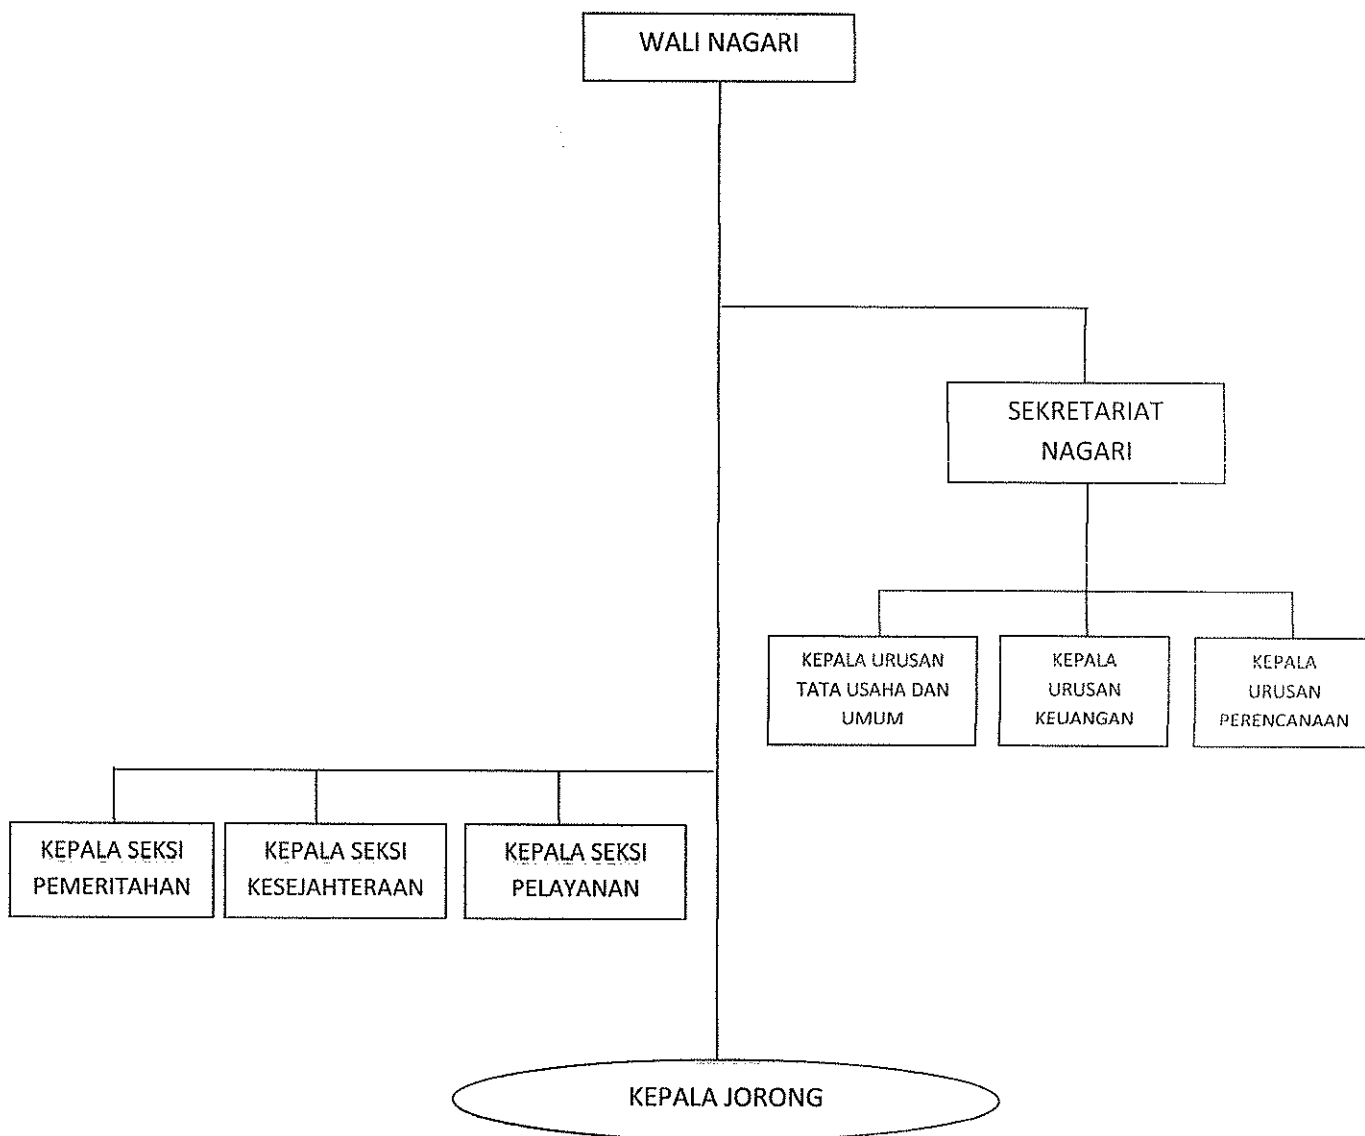 WALI NAGARI
SEKRETARIAT
NAGARI
KEPALA URUSAN
TATA USAHA DAN
UMUM
KEPALA
URUSAN
KEUANGAN
KEPALA
URUSAN
PERENCANAAN
KEPALA SEKSI
PEMERITAHAN
KEPALA SEKSI
KESEJAHTERAAN
KEPALA SEKSI
PELAYANAN
KEPALA JORONG